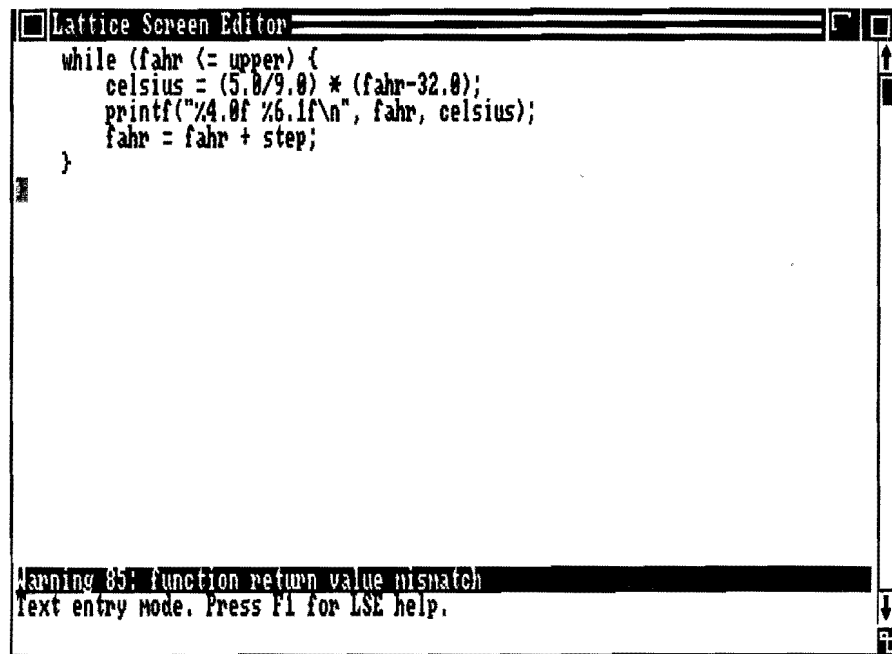 Lattice Screen Editor
while (fahr <= upper) {
celsius = (5.0/9.0) * (fahr-32.0);
printf("%4.0f %6.1f\n", fahr, celsius);
fahr = fahr + step;
}
Warning 85: function return value mismatch
Text entry mode. Press F1 for LSE help.